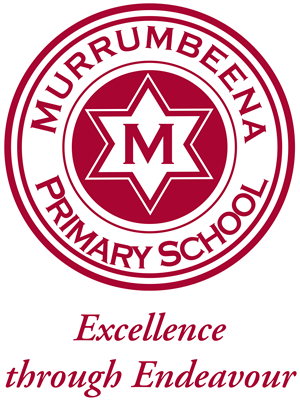 MURRUMBEENA
M
PRIMARY SCHOOL
Excellence
through Endeavour